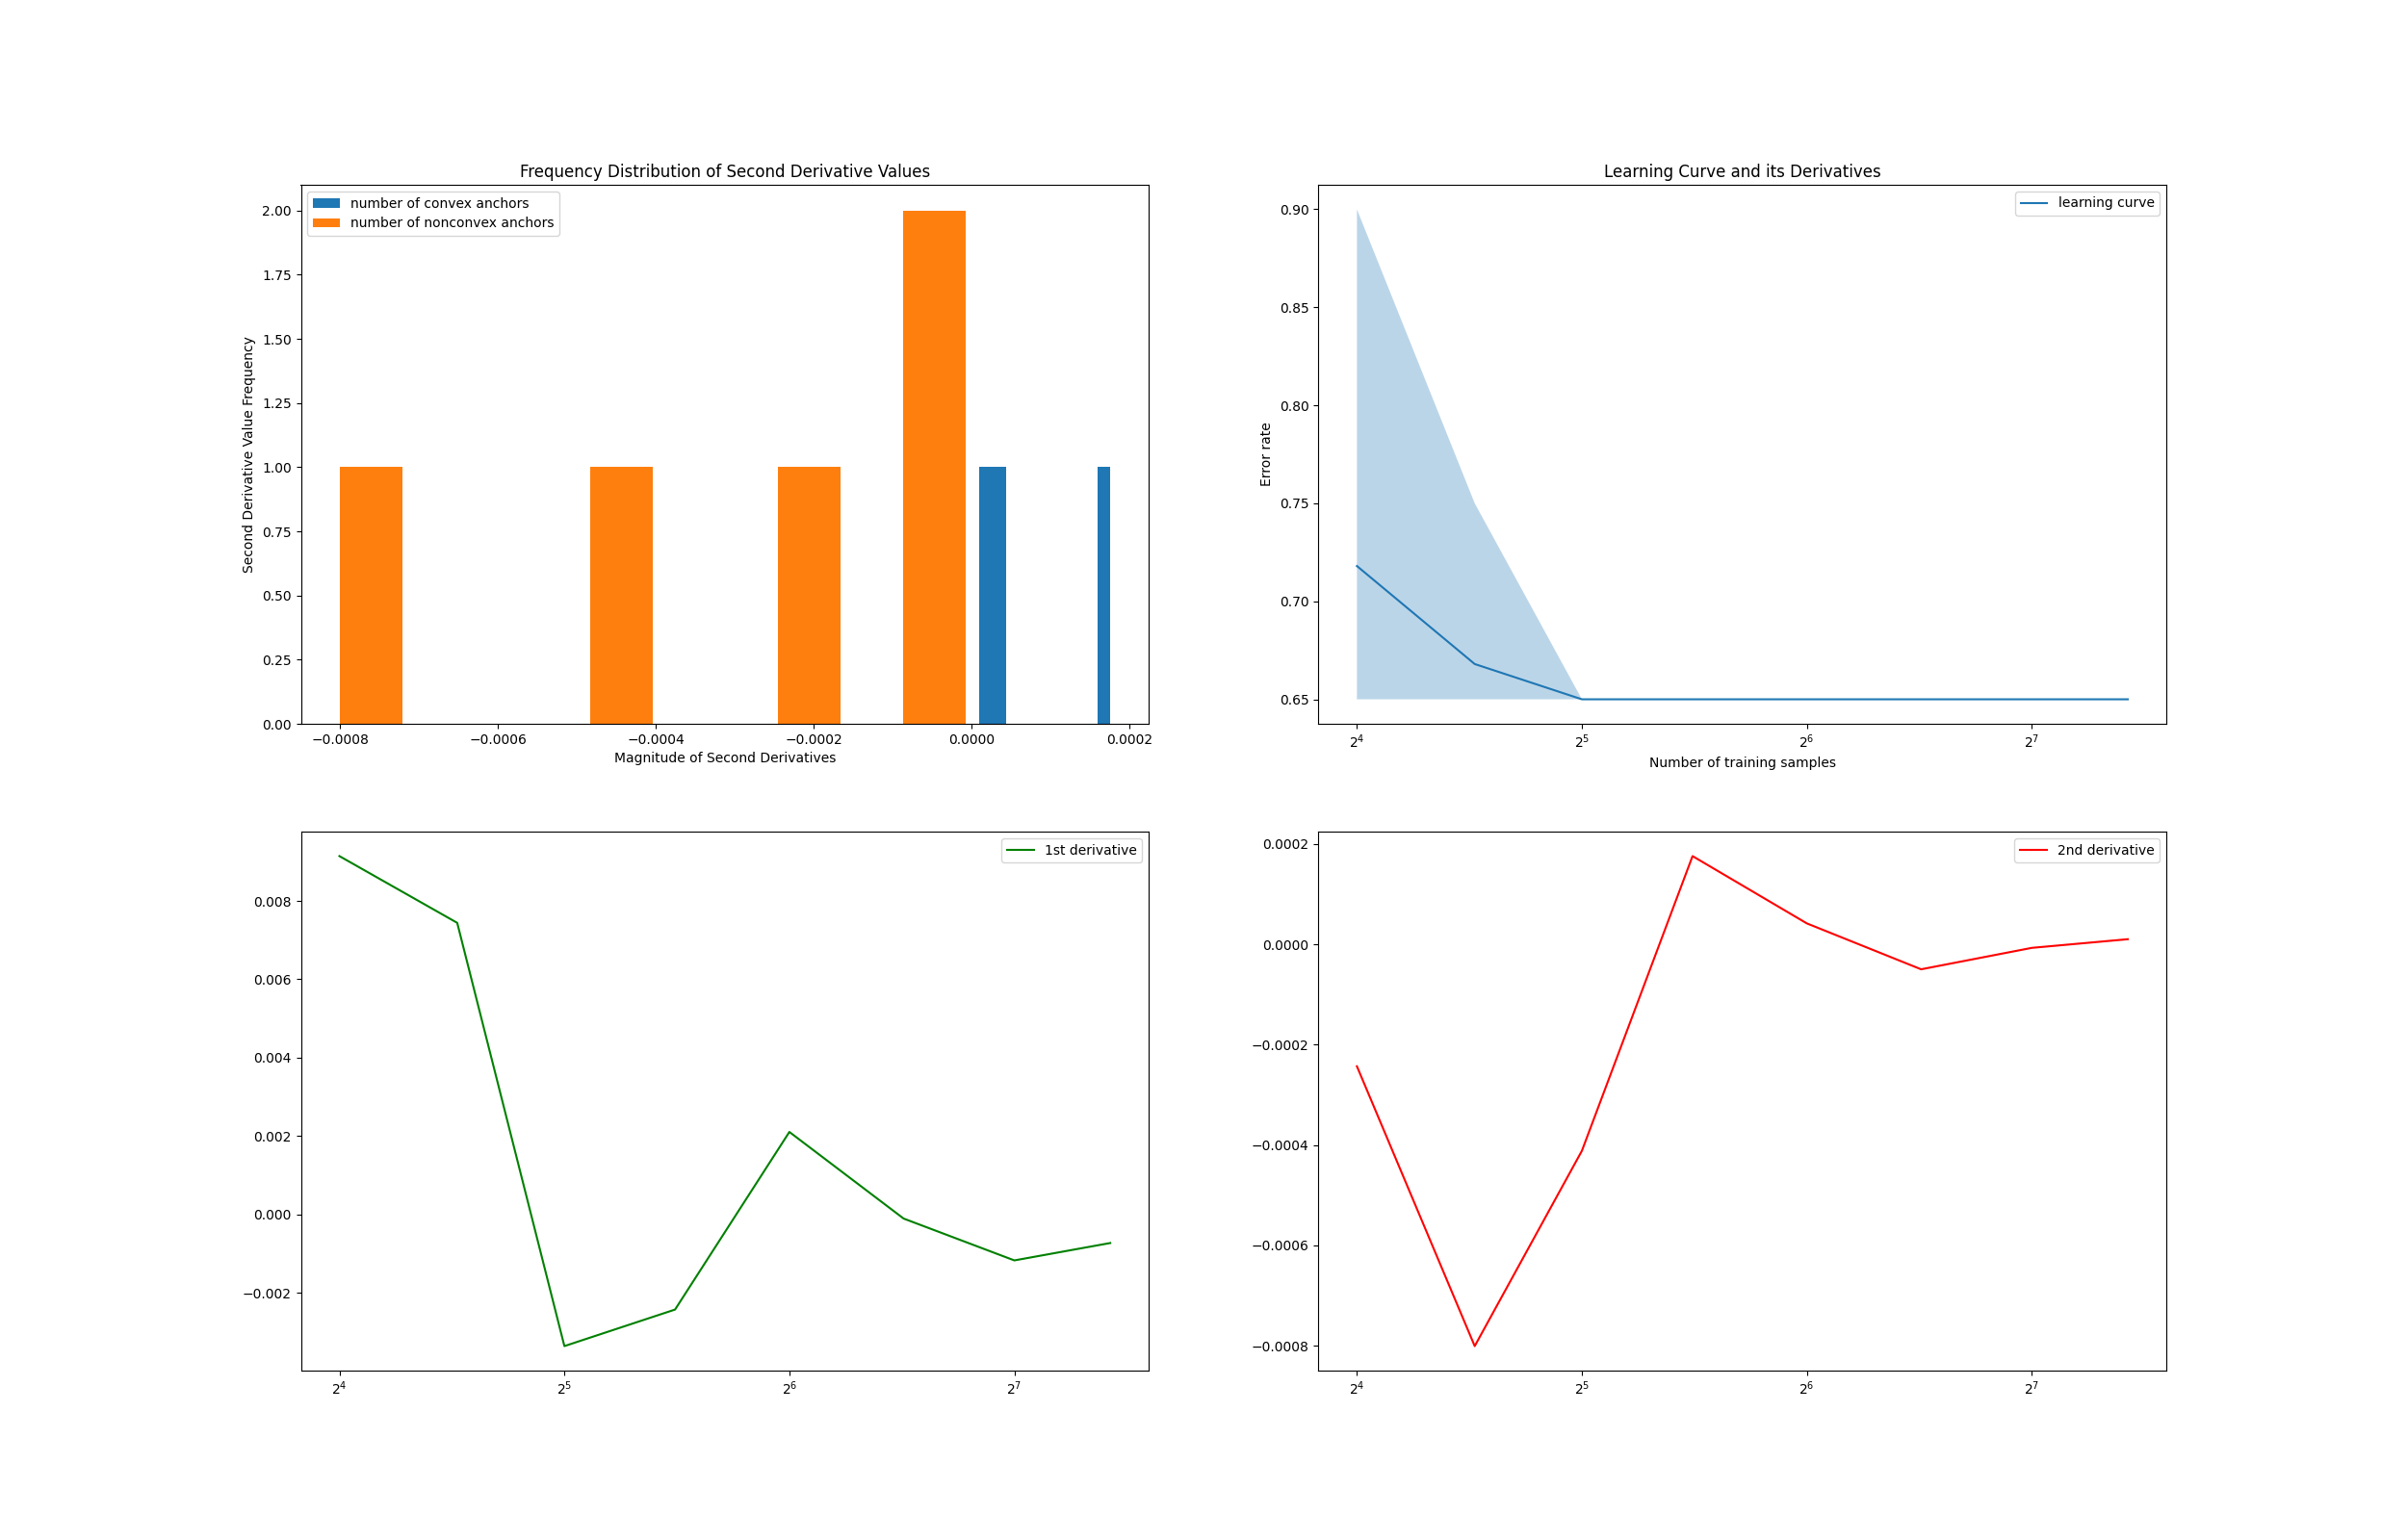 Frequency Distribution of Second Derivative Values
number of convex anchors
number of nonconvex anchors
2.00
1.75
1.50
1.25
1.00
0.75
0.50
0.25
0.00
Second Derivative Value Frequency
−0.0008 −0.0006 −0.0004 −0.0002 0.0000 0.0002
Magnitude of Second Derivatives
Learning Curve and its Derivatives
learning curve
0.90
0.85
0.80
0.75
0.70
0.65
Error rate
2⁴ 2⁵ 2⁶ 2⁷
Number of training samples
1st derivative
0.008
0.006
0.004
0.002
0.000
−0.002
2⁴ 2⁵ 2⁶ 2⁷
2nd derivative
0.0002
0.0000
−0.0002
−0.0004
−0.0006
−0.0008
2⁴ 2⁵ 2⁶ 2⁷